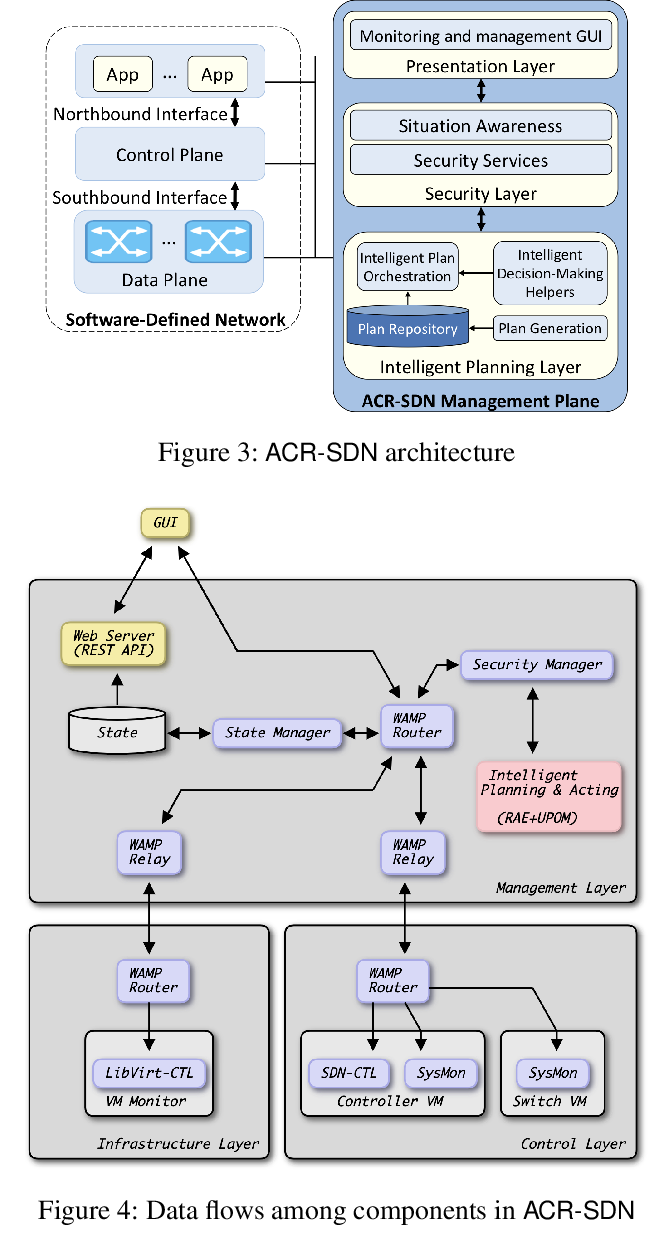 App ... App
Northbound Interface
Control Plane
Southbound Interface
...
Data Plane
Software-Defined Network
Monitoring and management GUI
Presentation Layer
Situation Awareness
Security Services
Security Layer
Intelligent Plan
Orchestration
Intelligent
Decision-Making
Helpers
Plan Repository
Plan Generation
Intelligent Planning Layer
ACR-SDN Management Plane
Figure 3: ACR-SDN architecture
GUI
Web Server
(REST API)
Security Manager
State
State Manager
WAMP
Router
Intelligent
Planning & Acting
(RAE+UPOM)
WAMP
Relay
WAMP
Relay
Management Layer
WAMP
Router
LibVirt-CTL
VM Monitor
Infrastructure Layer
WAMP
Router
SDN-CTL
SysMon
Controller VM
SysMon
Switch VM
Control Layer
Figure 4: Data flows among components in ACR-SDN